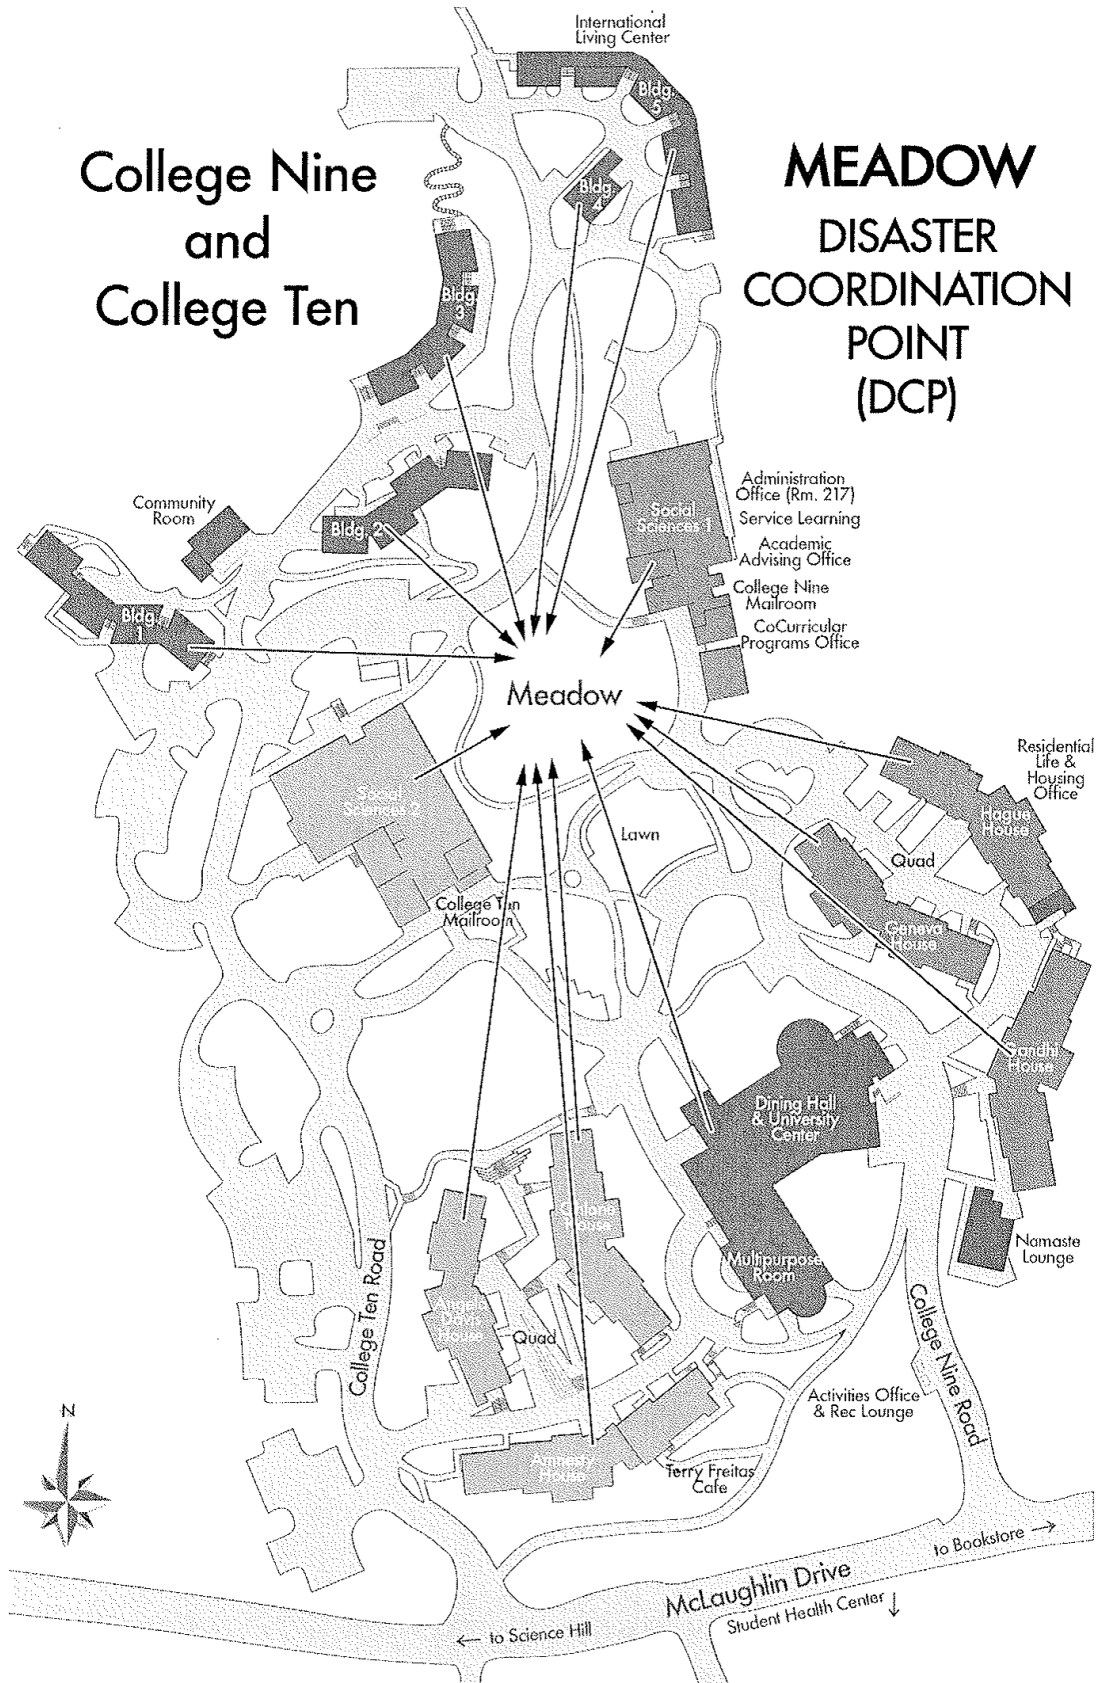 International
Living Center
Bldg.
5
College Nine
and
College Ten
MEADOW
DISASTER
COORDINATION
POINT
(DCP)
Bldg.
4
Bldg.
3
Administration
Office (Rm. 217)
Service Learning
Academic
Advising Office
College Nine
Mailroom
CoCurricular
Programs Office
Social
Sciences 1
Community
Room
Bldg. 2
Bldg.
1
Meadow
Residential
Life &
Housing
Office
Hague
House
Social
Sciences 2
Lawn
Quad
College Ten
Mailroom
Geneva
House
Gandhi
House
Dining Hall
& University
Center
Ohlone
House
Namaste
Lounge
Multipurpose
Room
College Ten Road
Angela
Davis
House
Quad
College Nine Road
Activities Office
& Rec Lounge
N
Amnesty
House
Terry Freitas
Cafe
to Bookstore →
McLaughlin Drive
Student Health Center ↓
← to Science Hill